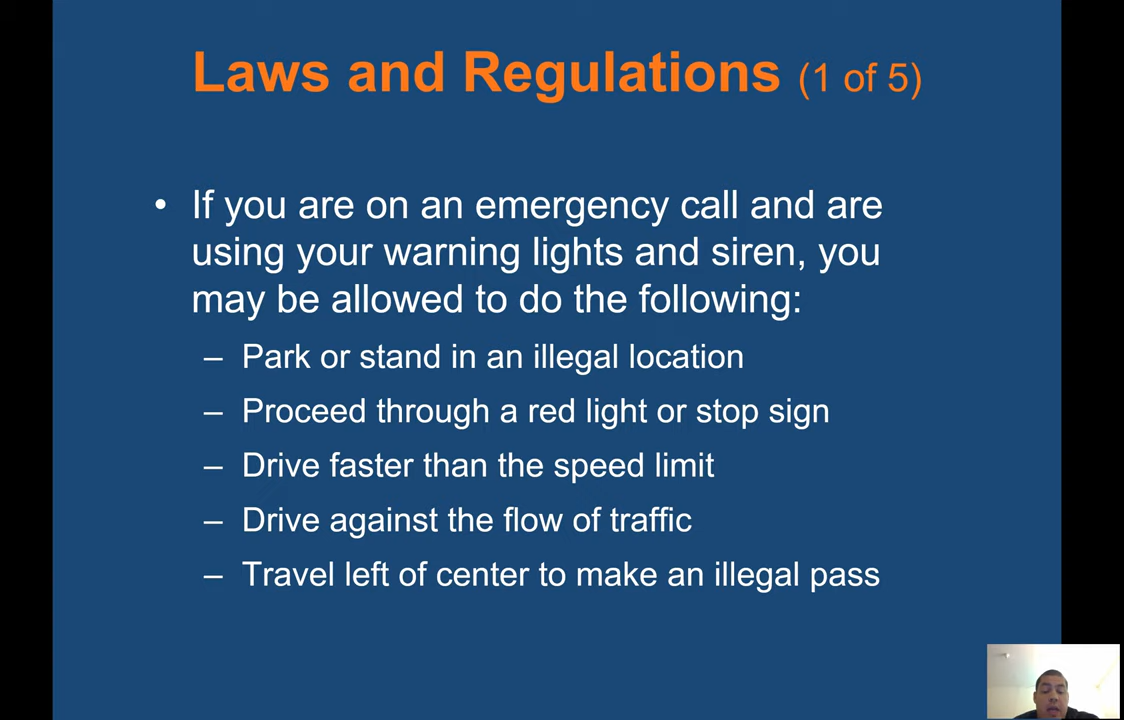 Laws and Regulations (1 of 5)
• If you are on an emergency call and are
using your warning lights and siren, you
may be allowed to do the following:
– Park or stand in an illegal location
– Proceed through a red light or stop sign
– Drive faster than the speed limit
– Drive against the flow of traffic
– Travel left of center to make an illegal pass